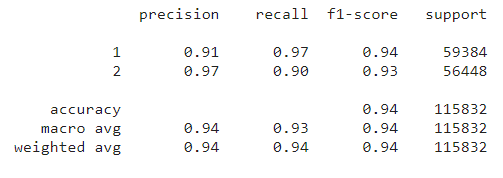 precision recall f1-score support
1 0.91 0.97 0.94 59384
2 0.97 0.90 0.93 56448
accuracy 0.94 115832
macro avg 0.94 0.93 0.94 115832
weighted avg 0.94 0.94 0.94 115832